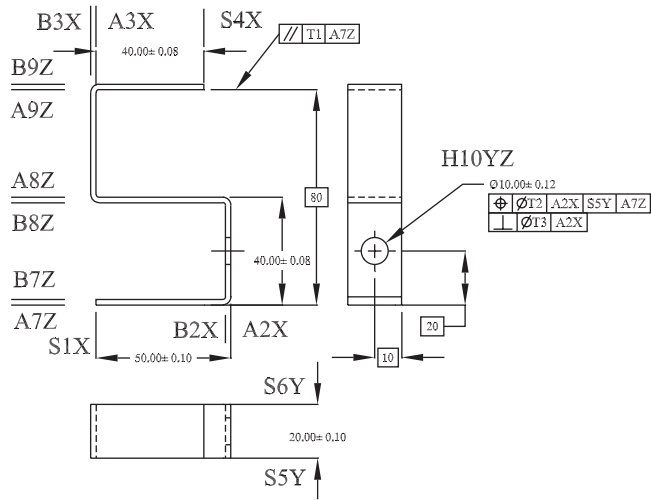 B3X A3X S4X
// T1 A7Z
40.00± 0.08
B9Z
A9Z
H10YZ
Ø10.00± 0.12
A8Z
80
⌖ ØT2 A2X S5Y A7Z
B8Z
⊥ ØT3 A2X
40.00± 0.08
B7Z
A7Z
20
B2X A2X
S1X
50.00± 0.10
10
S6Y
20.00± 0.10
S5Y